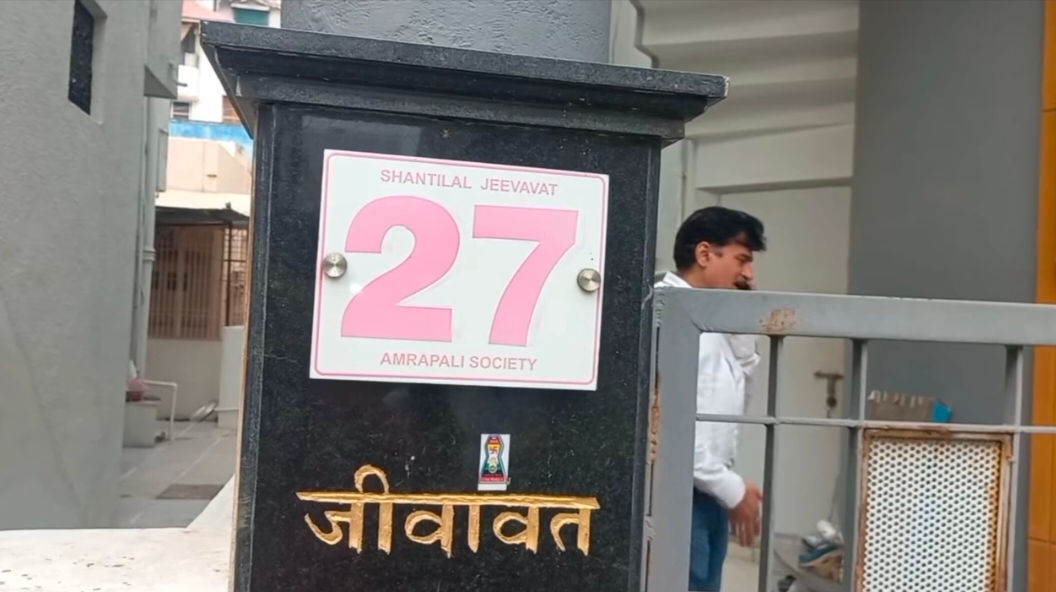 SHANTILAL JEEVAVAT
27
AMRAPALI SOCIETY
जीवावत